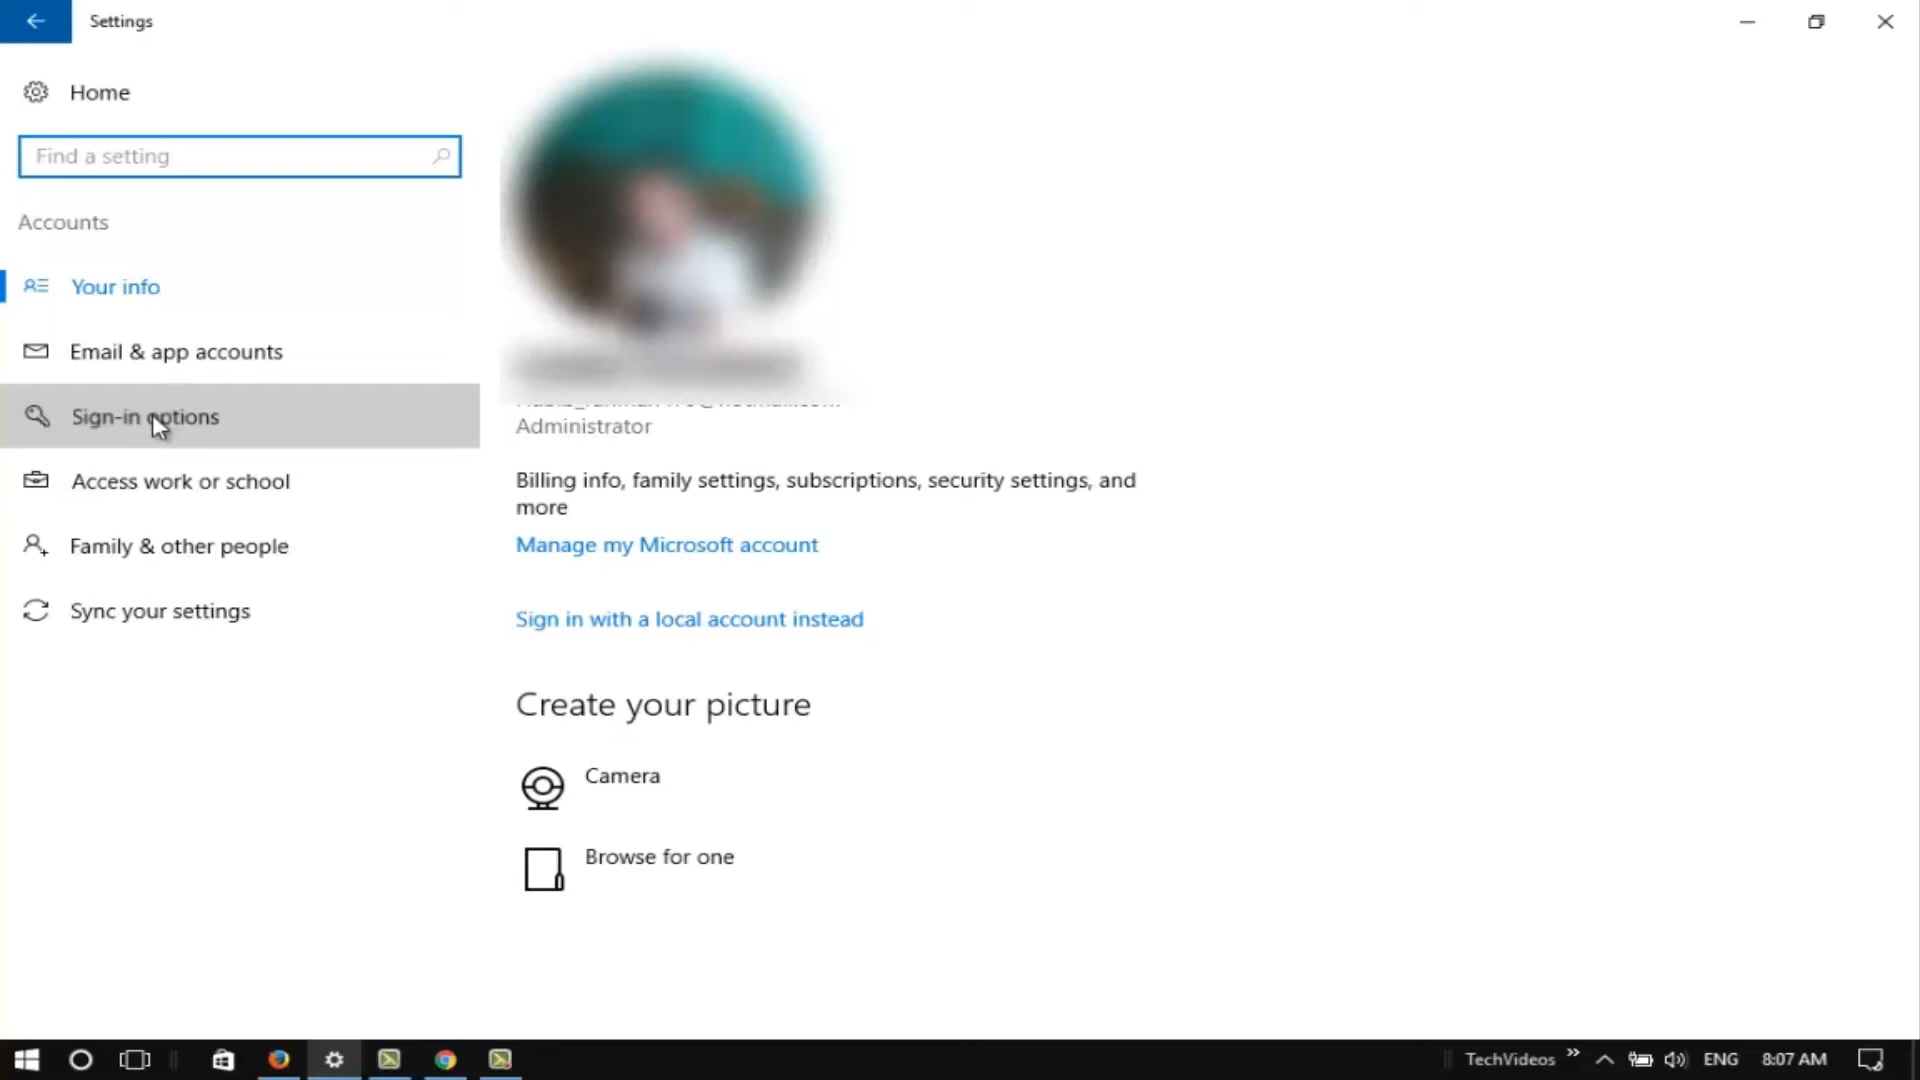 Settings
Home
Find a setting
Accounts
Your info
Email & app accounts
Sign-in options
Access work or school
Family & other people
Sync your settings
Administrator
Billing info, family settings, subscriptions, security settings, and
more
Manage my Microsoft account
Sign in with a local account instead
Create your picture
Camera
Browse for one
TechVideos
ENG
8:07 AM